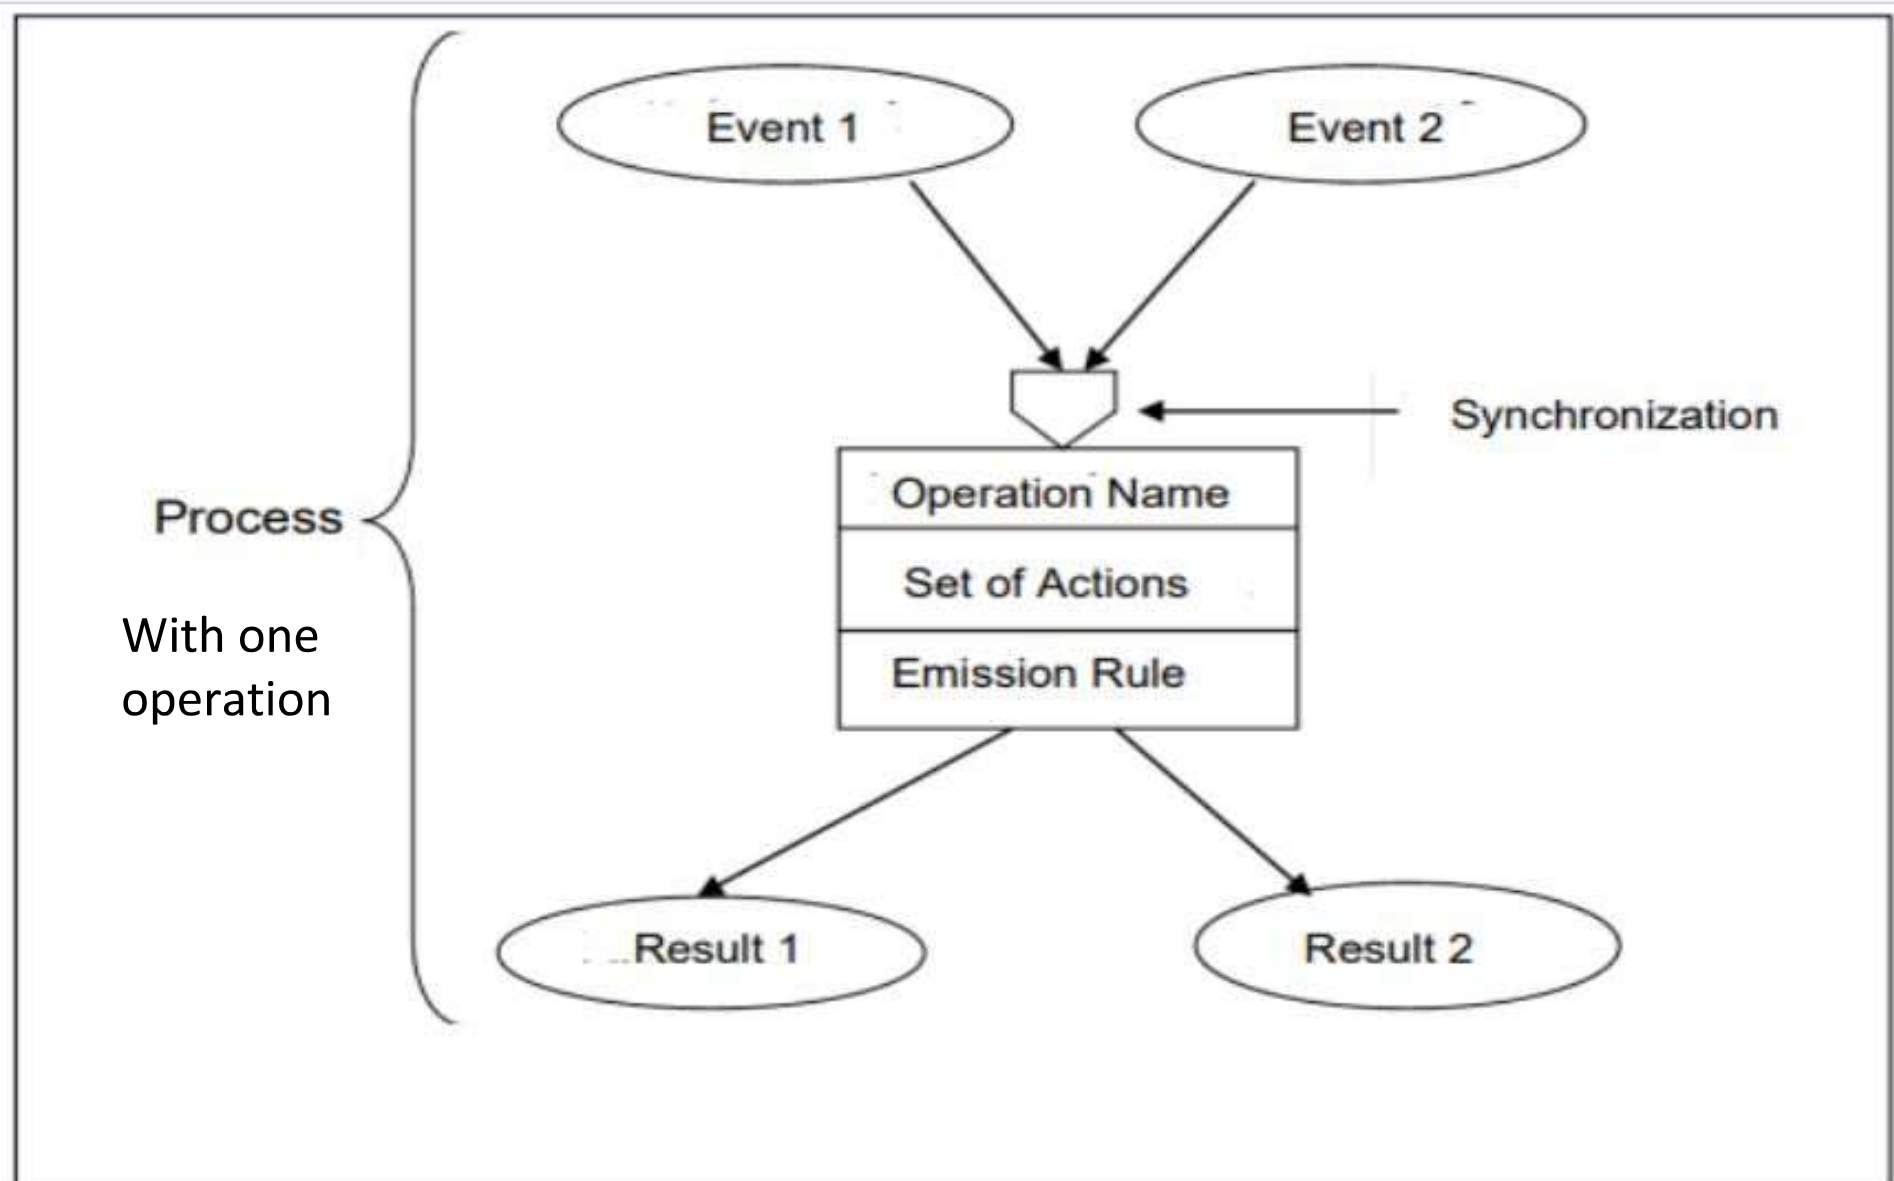 Event 1
Event 2
Synchronization
Operation Name
Process
Set of Actions
With one
operation
Emission Rule
Result 1
Result 2